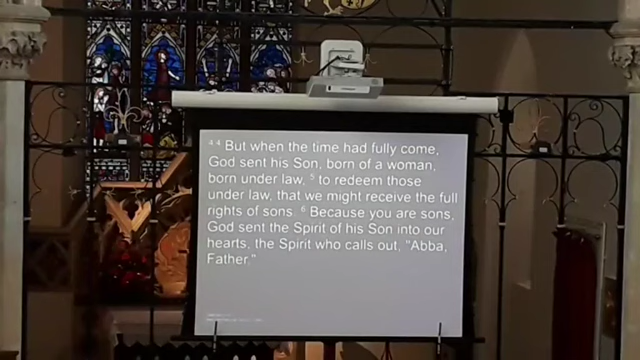 4:4 But when the time had fully come,
God sent his Son, born of a woman,
born under law, 5 to redeem those
under law, that we might receive the full
rights of sons. 6 Because you are sons,
God sent the Spirit of his Son into our
hearts, the Spirit who calls out, "Abba,
Father."